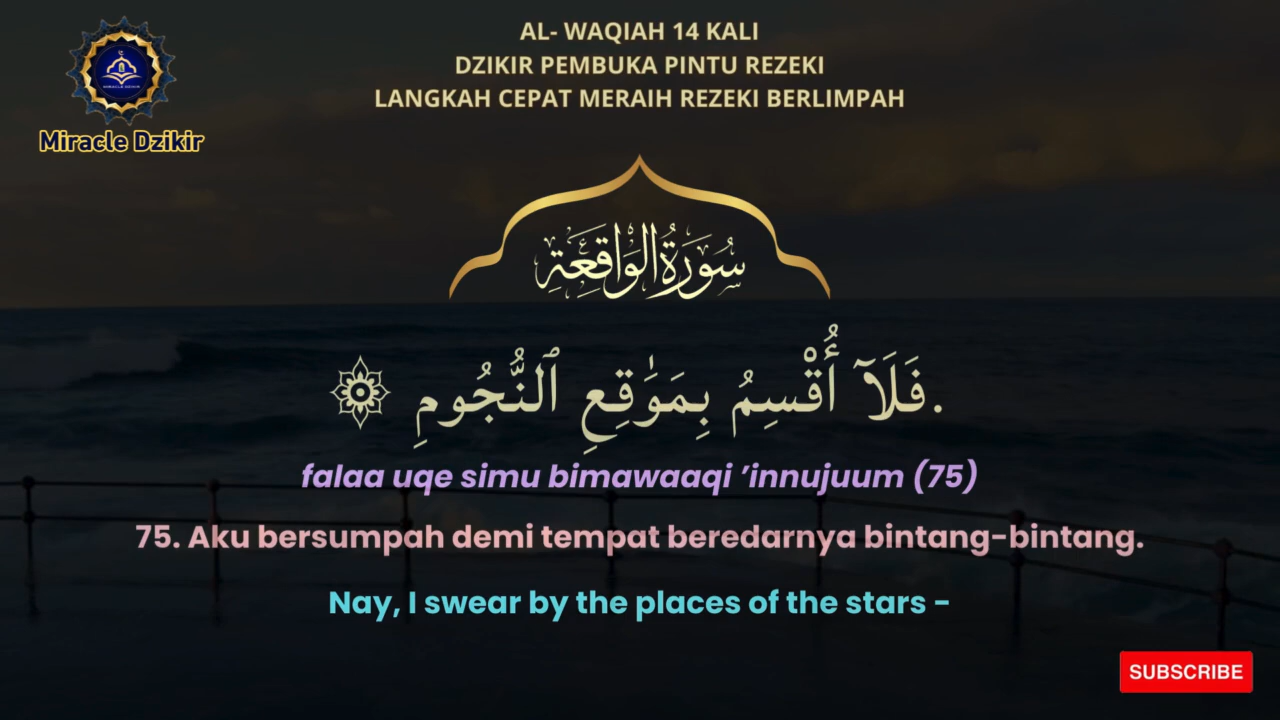 AL- WAQIAH 14 KALI
DZIKIR PEMBUKA PINTU REZEKI
LANGKAH CEPAT MERAIH REZEKI BERLIMPAH
MIRACLE DZIKIR
Miracle Dzikir
سُورَةُ الْوَاقِعَةِ
فَلَآ أُقْسِمُ بِمَوَٰقِعِ ٱلنُّجُومِ ۞.
falaa uqe simu bimawaaqi ’innujuum (75)
75. Aku bersumpah demi tempat beredarnya bintang-bintang.
Nay, I swear by the places of the stars -
SUBSCRIBE